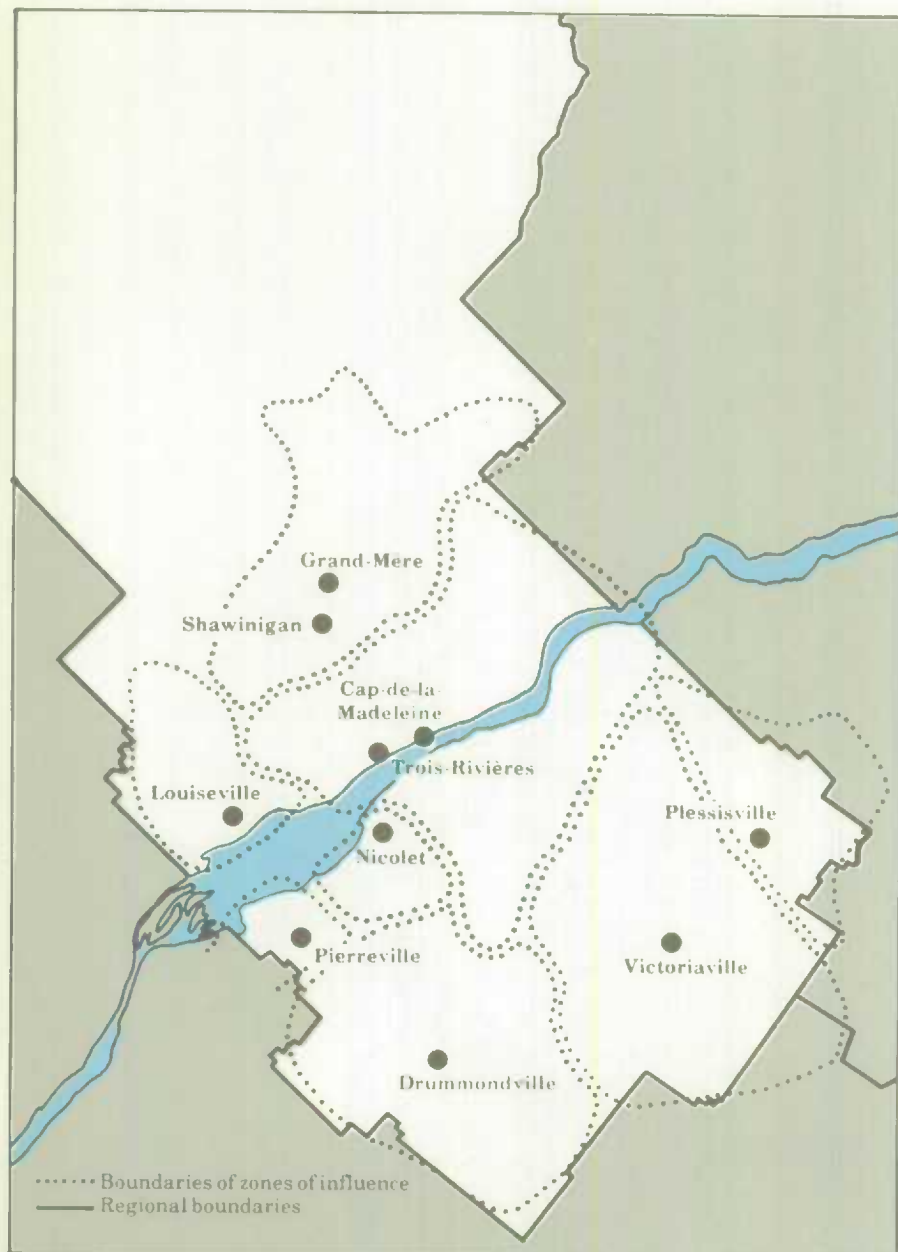 Grand-Mère
Shawinigan
Cap-de-la-
Madeleine
Trois-Rivières
Louiseville
Nicolet
Plessisville
Pierreville
Victoriaville
Drummondville
Boundaries of zones of influence
Regional boundaries